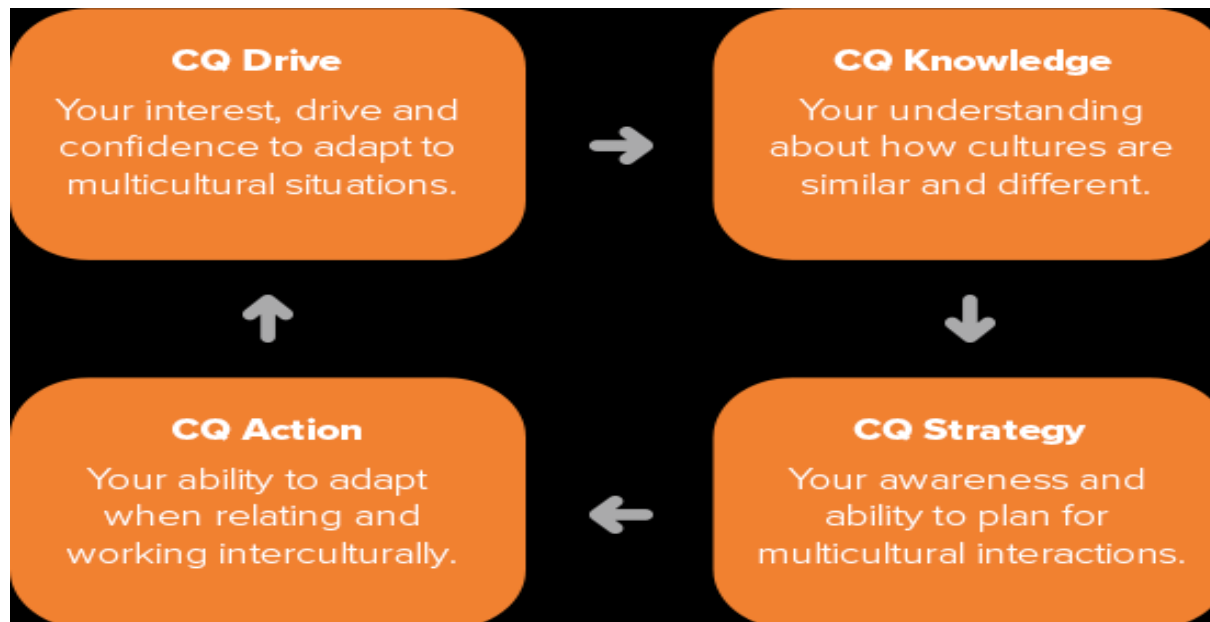 CQ Drive
Your interest, drive and
confidence to adapt to
multicultural situations.
CQ Knowledge
Your understanding
about how cultures are
similar and different.
CQ Action
Your ability to adapt
when relating and
working interculturally.
CQ Strategy
Your awareness and
ability to plan for
multicultural interactions.